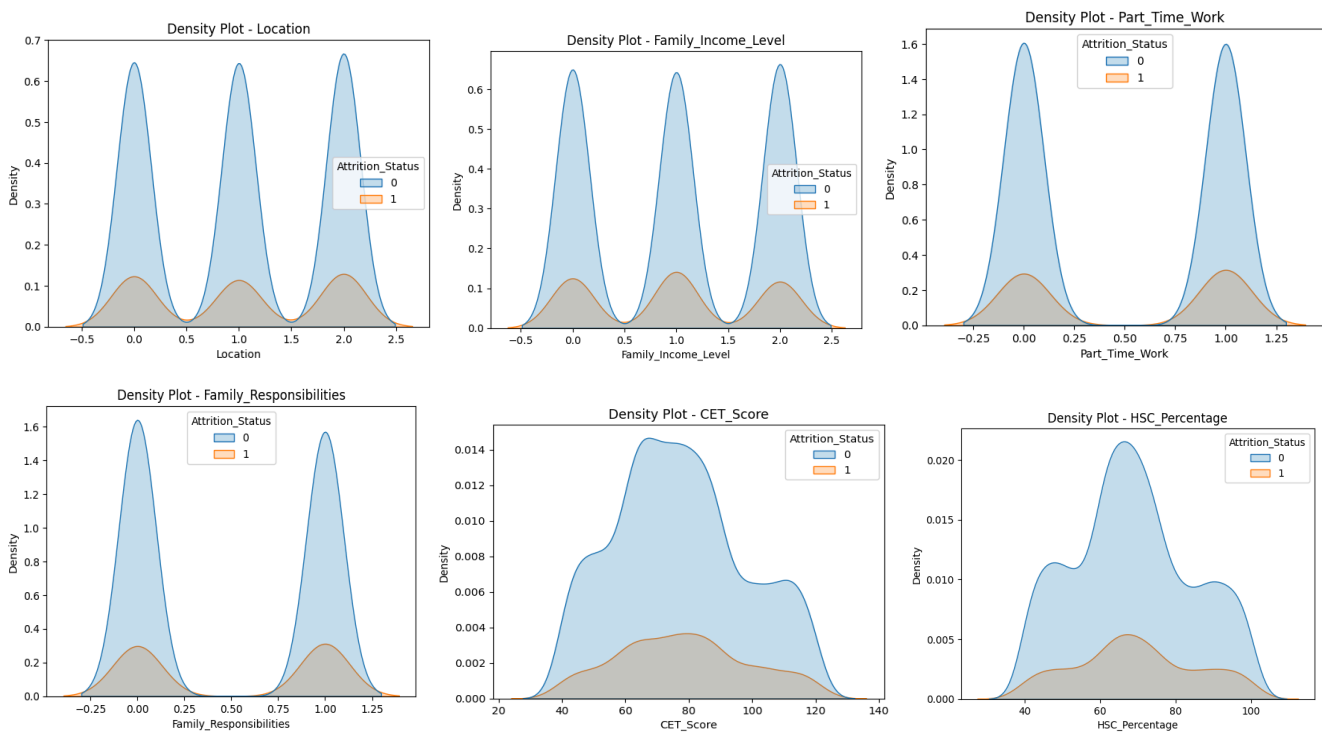 Density Plot - Location
0.7
0.6
0.5
0.4
0.3
0.2
0.1
0.0
Density
Attrition_Status
0
1
−0.5 0.0 0.5 1.0 1.5 2.0 2.5
Location
Density Plot - Family_Income_Level
0.6
0.5
0.4
0.3
0.2
0.1
0.0
Density
Attrition_Status
0
1
−0.5 0.0 0.5 1.0 1.5 2.0 2.5
Family_Income_Level
Density Plot - Part_Time_Work
1.6
1.4
1.2
1.0
0.8
0.6
0.4
0.2
0.0
Density
Attrition_Status
0
1
−0.25 0.00 0.25 0.50 0.75 1.00 1.25
Part_Time_Work
Density Plot - Family_Responsibilities
1.6
1.4
1.2
1.0
0.8
0.6
0.4
0.2
0.0
Density
Attrition_Status
0
1
−0.25 0.00 0.25 0.50 0.75 1.00 1.25
Family_Responsibilities
Density Plot - CET_Score
0.014
0.012
0.010
0.008
0.006
0.004
0.002
0.000
Density
Attrition_Status
0
1
20 40 60 80 100 120 140
CET_Score
Density Plot - HSC_Percentage
0.020
0.015
0.010
0.005
0.000
Density
Attrition_Status
0
1
40 60 80 100
HSC_Percentage